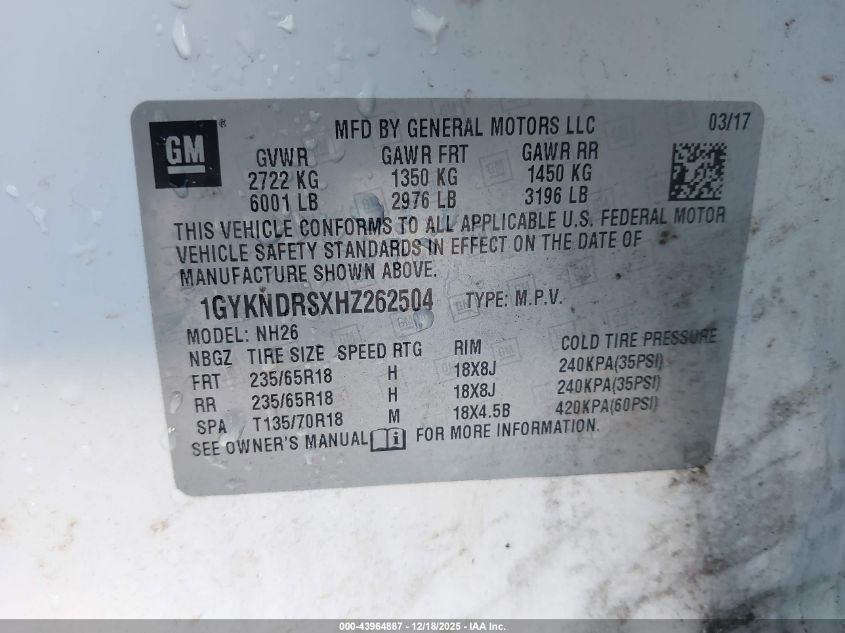 GM ® MFD BY GENERAL MOTORS LLC 03/17
GVWR GAWR FRT GAWR RR
2722 KG 1350 KG 1450 KG
6001 LB 2976 LB 3196 LB
THIS VEHICLE CONFORMS TO ALL APPLICABLE U.S. FEDERAL MOTOR
VEHICLE SAFETY STANDARDS IN EFFECT ON THE DATE OF
MANUFACTURE SHOWN ABOVE.
1GYKNDRSXHZ262504 TYPE: M.P.V.
MODEL: NH26
NBGZ TIRE SIZE SPEED RTG RIM COLD TIRE PRESSURE
FRT 235/65R18 H 18X8J 240KPA(35PSI)
RR 235/65R18 H 18X8J 240KPA(35PSI)
SPA T135/70R18 M 18X4.5B 420KPA(60PSI)
SEE OWNER'S MANUAL i FOR MORE INFORMATION.
000-43964887 - 12/18/2025 - IAA Inc.